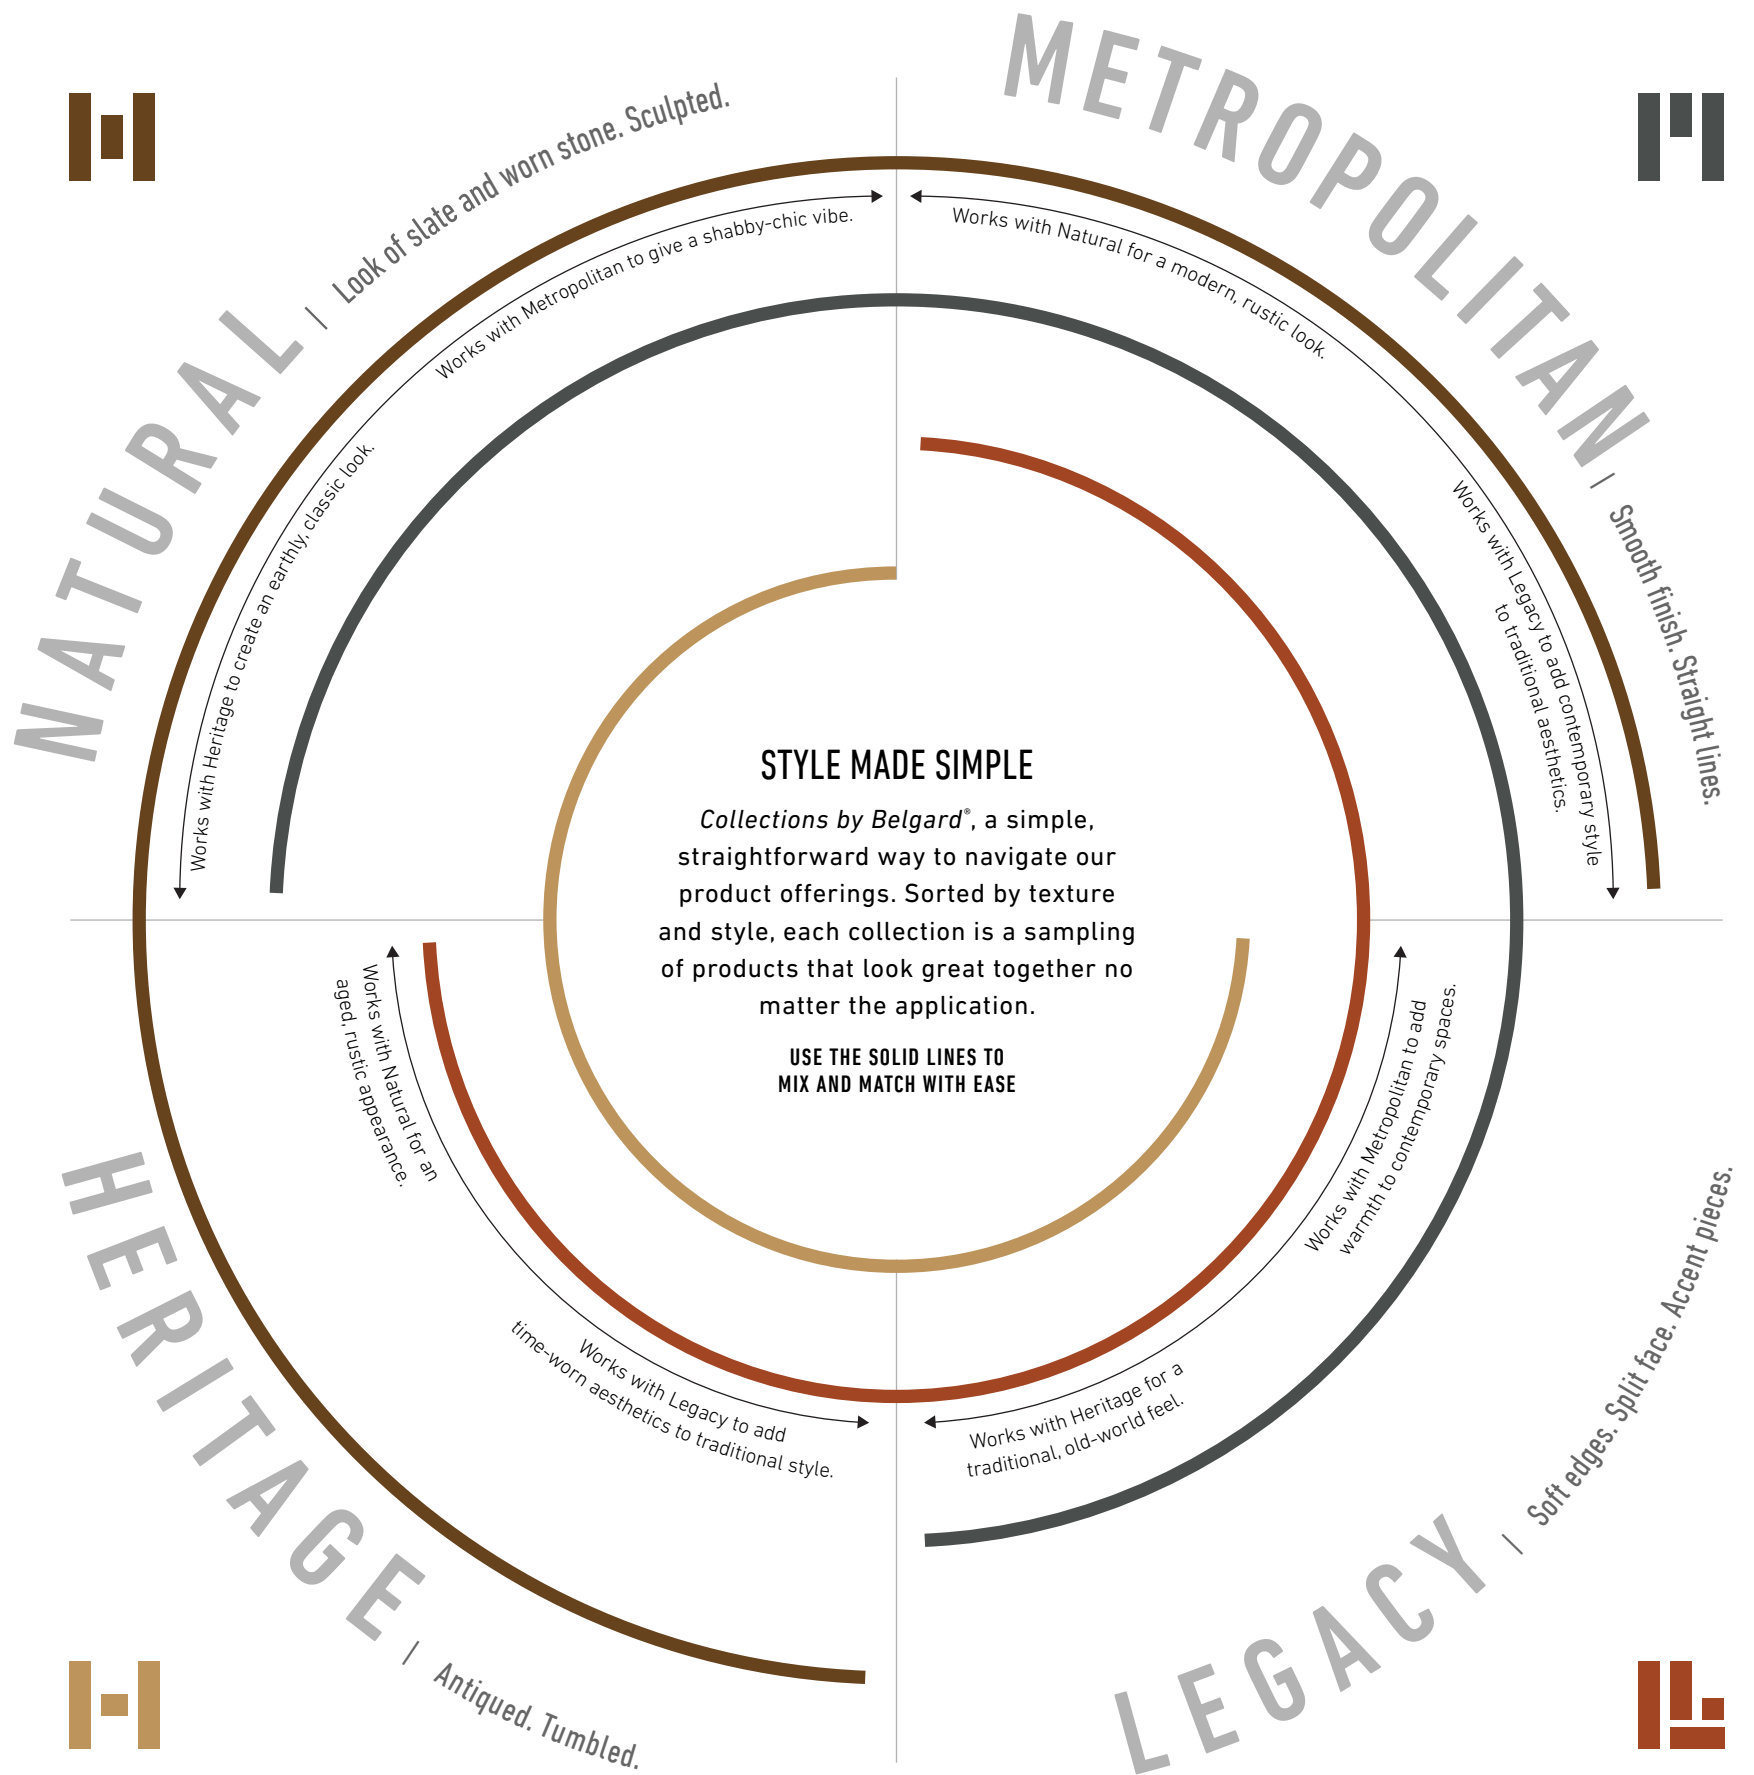 NATURAL | Look of slate and worn stone. Sculpted.
Works with Heritage to create an earthly, classic look.
Works with Metropolitan to give a shabby-chic vibe.
METROPOLITAN | Smooth finish. Straight lines.
Works with Natural for a modern, rustic look.
Works with Legacy to add contemporary style
to traditional aesthetics.
STYLE MADE SIMPLE
Collections by Belgard®, a simple,
straightforward way to navigate our
product offerings. Sorted by texture
and style, each collection is a sampling
of products that look great together no
matter the application.
USE THE SOLID LINES TO
MIX AND MATCH WITH EASE
HERITAGE | Antiqued. Tumbled.
Works with Natural for an
aged, rustic appearance.
Works with Legacy to add
time-worn aesthetics to traditional style.
LEGACY | Soft edges. Split face. Accent pieces.
Works with Metropolitan to add
warmth to contemporary spaces.
Works with Heritage for a
traditional, old-world feel.